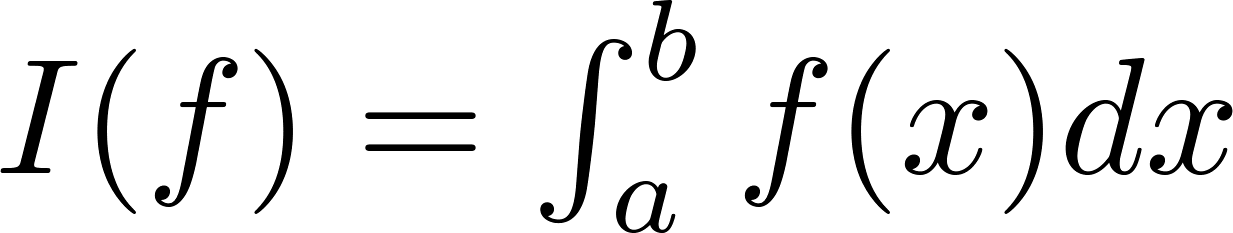 I(f) = ∫_a^b f(x)dx